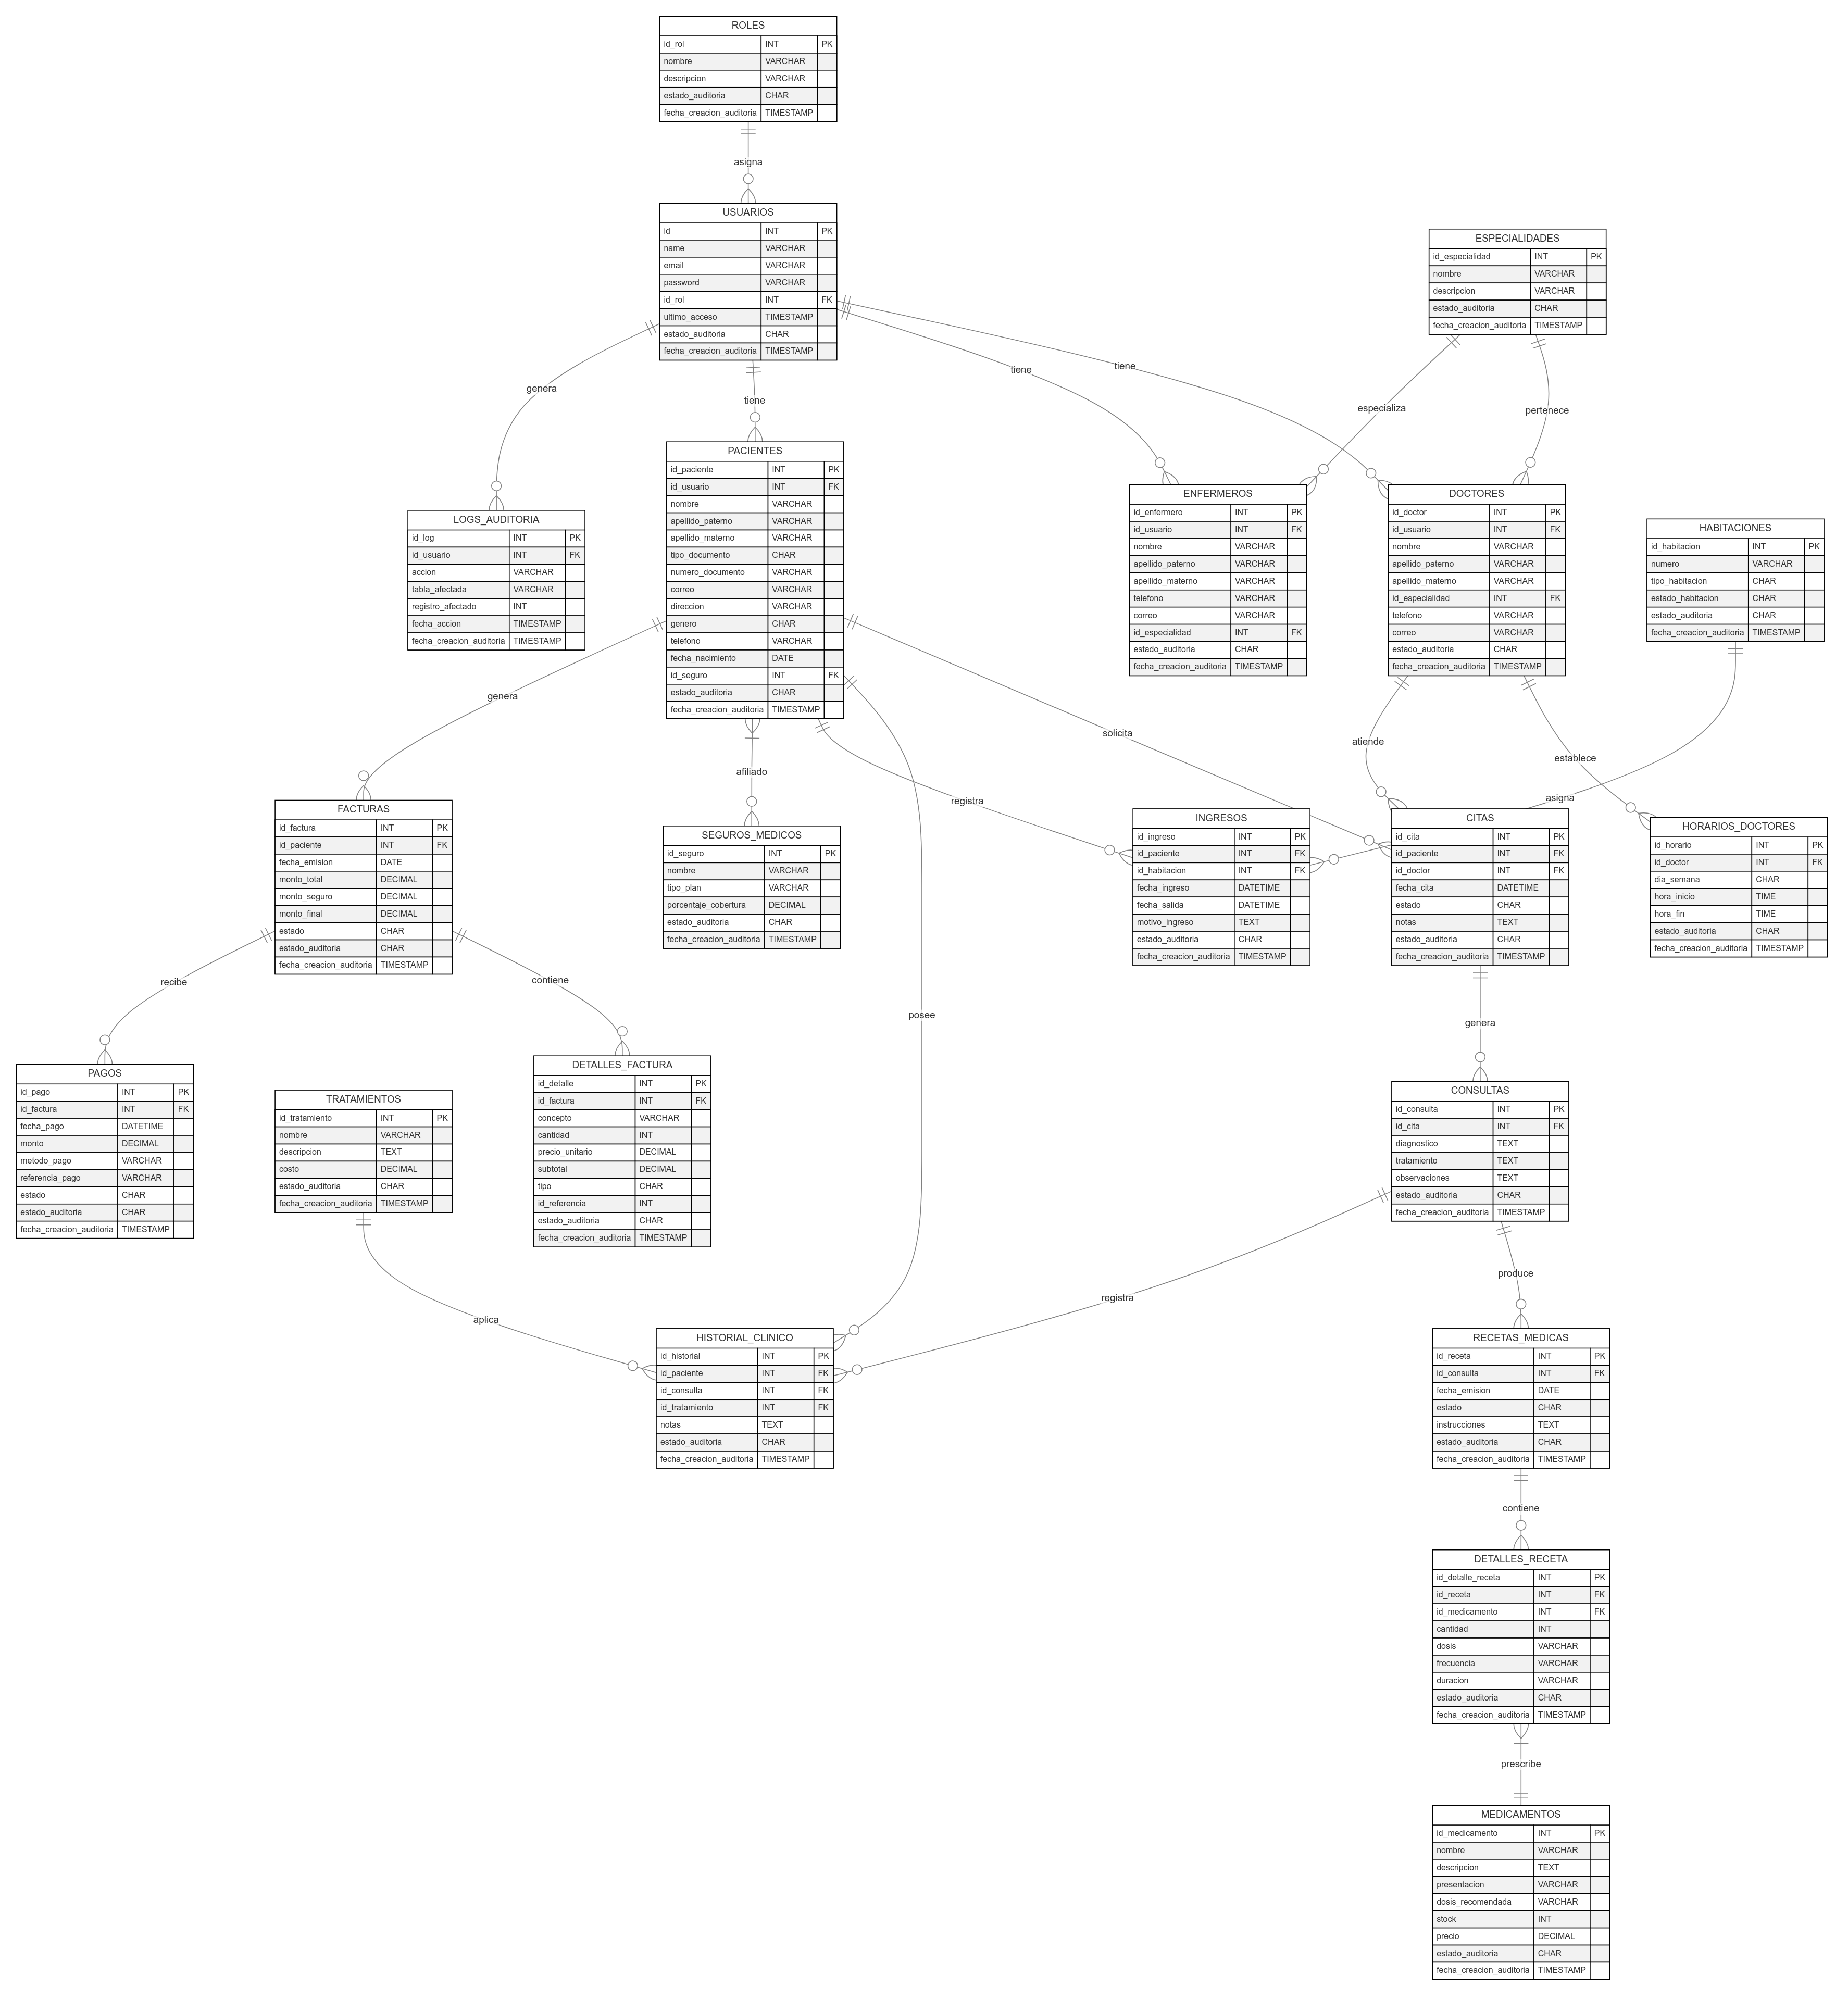 ROLES
id_rol INT PK
nombre VARCHAR
descripcion VARCHAR
estado_auditoria CHAR
fecha_creacion_auditoria TIMESTAMP
asigna
USUARIOS
id INT PK
name VARCHAR
email VARCHAR
password VARCHAR
id_rol INT FK
ultimo_acceso TIMESTAMP
estado_auditoria CHAR
fecha_creacion_auditoria TIMESTAMP
ESPECIALIDADES
id_especialidad INT PK
nombre VARCHAR
descripcion VARCHAR
estado_auditoria CHAR
fecha_creacion_auditoria TIMESTAMP
genera
tiene
tiene
tiene
especializa
pertenece
LOGS_AUDITORIA
id_log INT PK
id_usuario INT FK
accion VARCHAR
tabla_afectada VARCHAR
registro_afectado INT
fecha_accion TIMESTAMP
fecha_creacion_auditoria TIMESTAMP
PACIENTES
id_paciente INT PK
id_usuario INT FK
nombre VARCHAR
apellido_paterno VARCHAR
apellido_materno VARCHAR
tipo_documento CHAR
numero_documento VARCHAR
correo VARCHAR
direccion VARCHAR
genero CHAR
telefono VARCHAR
fecha_nacimiento DATE
id_seguro INT FK
estado_auditoria CHAR
fecha_creacion_auditoria TIMESTAMP
ENFERMEROS
id_enfermero INT PK
id_usuario INT FK
nombre VARCHAR
apellido_paterno VARCHAR
apellido_materno VARCHAR
telefono VARCHAR
correo VARCHAR
id_especialidad INT FK
estado_auditoria CHAR
fecha_creacion_auditoria TIMESTAMP
DOCTORES
id_doctor INT PK
id_usuario INT FK
nombre VARCHAR
apellido_paterno VARCHAR
apellido_materno VARCHAR
id_especialidad INT FK
telefono VARCHAR
correo VARCHAR
estado_auditoria CHAR
fecha_creacion_auditoria TIMESTAMP
HABITACIONES
id_habitacion INT PK
numero VARCHAR
tipo_habitacion CHAR
estado_habitacion CHAR
estado_auditoria CHAR
fecha_creacion_auditoria TIMESTAMP
genera
afiliado
registra
solicita
atiende
establece
asigna
FACTURAS
id_factura INT PK
id_paciente INT FK
fecha_emision DATE
monto_total DECIMAL
monto_seguro DECIMAL
monto_final DECIMAL
estado CHAR
estado_auditoria CHAR
fecha_creacion_auditoria TIMESTAMP
SEGUROS_MEDICOS
id_seguro INT PK
nombre VARCHAR
tipo_plan VARCHAR
porcentaje_cobertura DECIMAL
estado_auditoria CHAR
fecha_creacion_auditoria TIMESTAMP
INGRESOS
id_ingreso INT PK
id_paciente INT FK
id_habitacion INT FK
fecha_ingreso DATETIME
fecha_salida DATETIME
motivo_ingreso TEXT
estado_auditoria CHAR
fecha_creacion_auditoria TIMESTAMP
CITAS
id_cita INT PK
id_paciente INT FK
id_doctor INT FK
fecha_cita DATETIME
estado CHAR
notas TEXT
estado_auditoria CHAR
fecha_creacion_auditoria TIMESTAMP
HORARIOS_DOCTORES
id_horario INT PK
id_doctor INT FK
dia_semana CHAR
hora_inicio TIME
hora_fin TIME
estado_auditoria CHAR
fecha_creacion_auditoria TIMESTAMP
recibe
contiene
posee
genera
PAGOS
id_pago INT PK
id_factura INT FK
fecha_pago DATETIME
monto DECIMAL
metodo_pago VARCHAR
referencia_pago VARCHAR
estado CHAR
estado_auditoria CHAR
fecha_creacion_auditoria TIMESTAMP
TRATAMIENTOS
id_tratamiento INT PK
nombre VARCHAR
descripcion TEXT
costo DECIMAL
estado_auditoria CHAR
fecha_creacion_auditoria TIMESTAMP
DETALLES_FACTURA
id_detalle INT PK
id_factura INT FK
concepto VARCHAR
cantidad INT
precio_unitario DECIMAL
subtotal DECIMAL
tipo CHAR
id_referencia INT
estado_auditoria CHAR
fecha_creacion_auditoria TIMESTAMP
CONSULTAS
id_consulta INT PK
id_cita INT FK
diagnostico TEXT
tratamiento TEXT
observaciones TEXT
estado_auditoria CHAR
fecha_creacion_auditoria TIMESTAMP
aplica
registra
produce
HISTORIAL_CLINICO
id_historial INT PK
id_paciente INT FK
id_consulta INT FK
id_tratamiento INT FK
notas TEXT
estado_auditoria CHAR
fecha_creacion_auditoria TIMESTAMP
RECETAS_MEDICAS
id_receta INT PK
id_consulta INT FK
fecha_emision DATE
estado CHAR
instrucciones TEXT
estado_auditoria CHAR
fecha_creacion_auditoria TIMESTAMP
contiene
DETALLES_RECETA
id_detalle_receta INT PK
id_receta INT FK
id_medicamento INT FK
cantidad INT
dosis VARCHAR
frecuencia VARCHAR
duracion VARCHAR
estado_auditoria CHAR
fecha_creacion_auditoria TIMESTAMP
prescribe
MEDICAMENTOS
id_medicamento INT PK
nombre VARCHAR
descripcion TEXT
presentacion VARCHAR
dosis_recomendada VARCHAR
stock INT
precio DECIMAL
estado_auditoria CHAR
fecha_creacion_auditoria TIMESTAMP